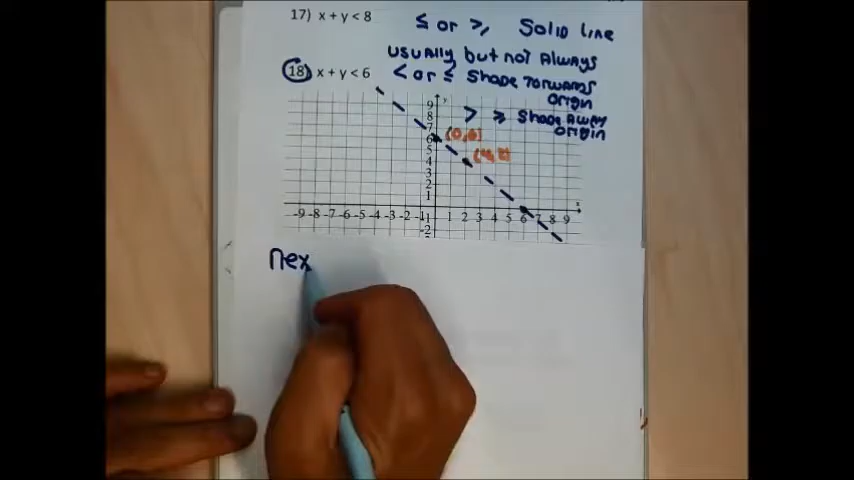 17) x + y < 8
≤ or >, Solid line
usually but not Always
18) x + y < 6
< or ≤ Shade Torwards
origin
> ≥ Shade Away
origin
y
9
8
7
6
5
4
3
2
1
(0,6)
x
-9 -8 -7 -6 -5 -4 -3 -2 -1 1 2 3 4 5 6 7 8 9
-2
nex